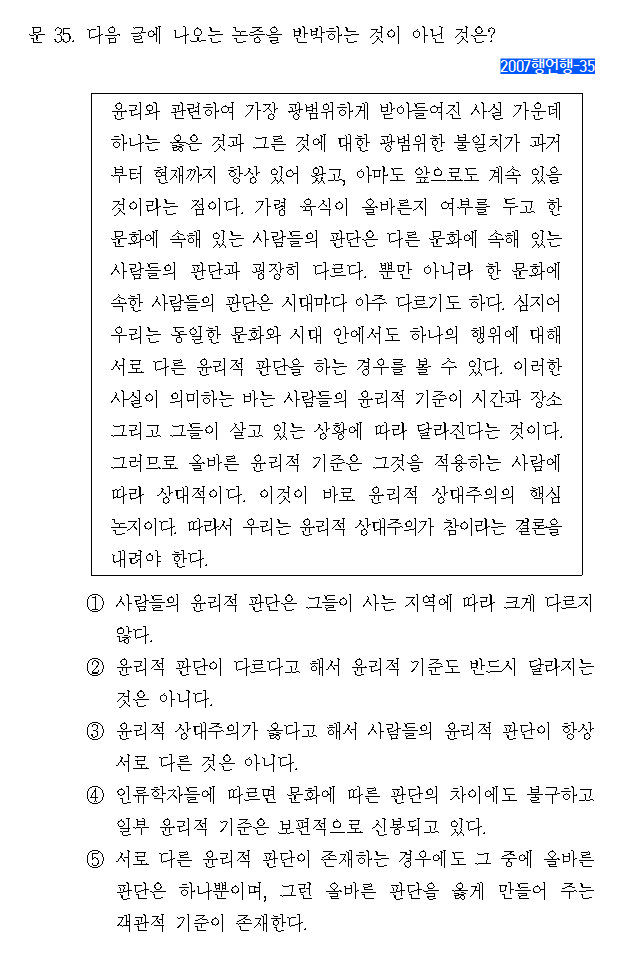 문 35. 다음 글에 나오는 논증을 반박하는 것이 아닌 것은?
2007행언행-35
윤리와 관련하여 가장 광범위하게 받아들여진 사실 가운데
하나는 옳은 것과 그른 것에 대한 광범위한 불일치가 과거
부터 현재까지 항상 있어 왔고, 아마도 앞으로도 계속 있을
것이라는 점이다. 가령 육식이 올바른지 여부를 두고 한
문화에 속해 있는 사람들의 판단은 다른 문화에 속해 있는
사람들의 판단과 굉장히 다르다. 뿐만 아니라 한 문화에
속한 사람들의 판단은 시대마다 아주 다르기도 하다. 심지어
우리는 동일한 문화와 시대 안에서도 하나의 행위에 대해
서로 다른 윤리적 판단을 하는 경우를 볼 수 있다. 이러한
사실이 의미하는 바는 사람들의 윤리적 기준이 시간과 장소
그리고 그들이 살고 있는 상황에 따라 달라진다는 것이다.
그러므로 올바른 윤리적 기준은 그것을 적용하는 사람에
따라 상대적이다. 이것이 바로 윤리적 상대주의의 핵심
논지이다. 따라서 우리는 윤리적 상대주의가 참이라는 결론을
내려야 한다.
① 사람들의 윤리적 판단은 그들이 사는 지역에 따라 크게 다르지
않다.
② 윤리적 판단이 다르다고 해서 윤리적 기준도 반드시 달라지는
것은 아니다.
③ 윤리적 상대주의가 옳다고 해서 사람들의 윤리적 판단이 항상
서로 다른 것은 아니다.
④ 인류학자들에 따르면 문화에 따른 판단의 차이에도 불구하고
일부 윤리적 기준은 보편적으로 신봉되고 있다.
⑤ 서로 다른 윤리적 판단이 존재하는 경우에도 그 중에 올바른
판단은 하나뿐이며, 그런 올바른 판단을 옳게 만들어 주는
객관적 기준이 존재한다.